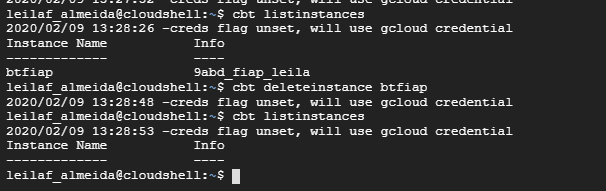 2020/02/09 13:27:52 -creds flag unset, will use gcloud credential
leilaf_almeida@cloudshell:~$ cbt listinstances
2020/02/09 13:28:26 -creds flag unset, will use gcloud credential
Instance Name Info
------------- ----
btfiap 9abd_fiap_leila
leilaf_almeida@cloudshell:~$ cbt deleteinstance btfiap
2020/02/09 13:28:48 -creds flag unset, will use gcloud credential
leilaf_almeida@cloudshell:~$ cbt listinstances
2020/02/09 13:28:53 -creds flag unset, will use gcloud credential
Instance Name Info
------------- ----
leilaf_almeida@cloudshell:~$